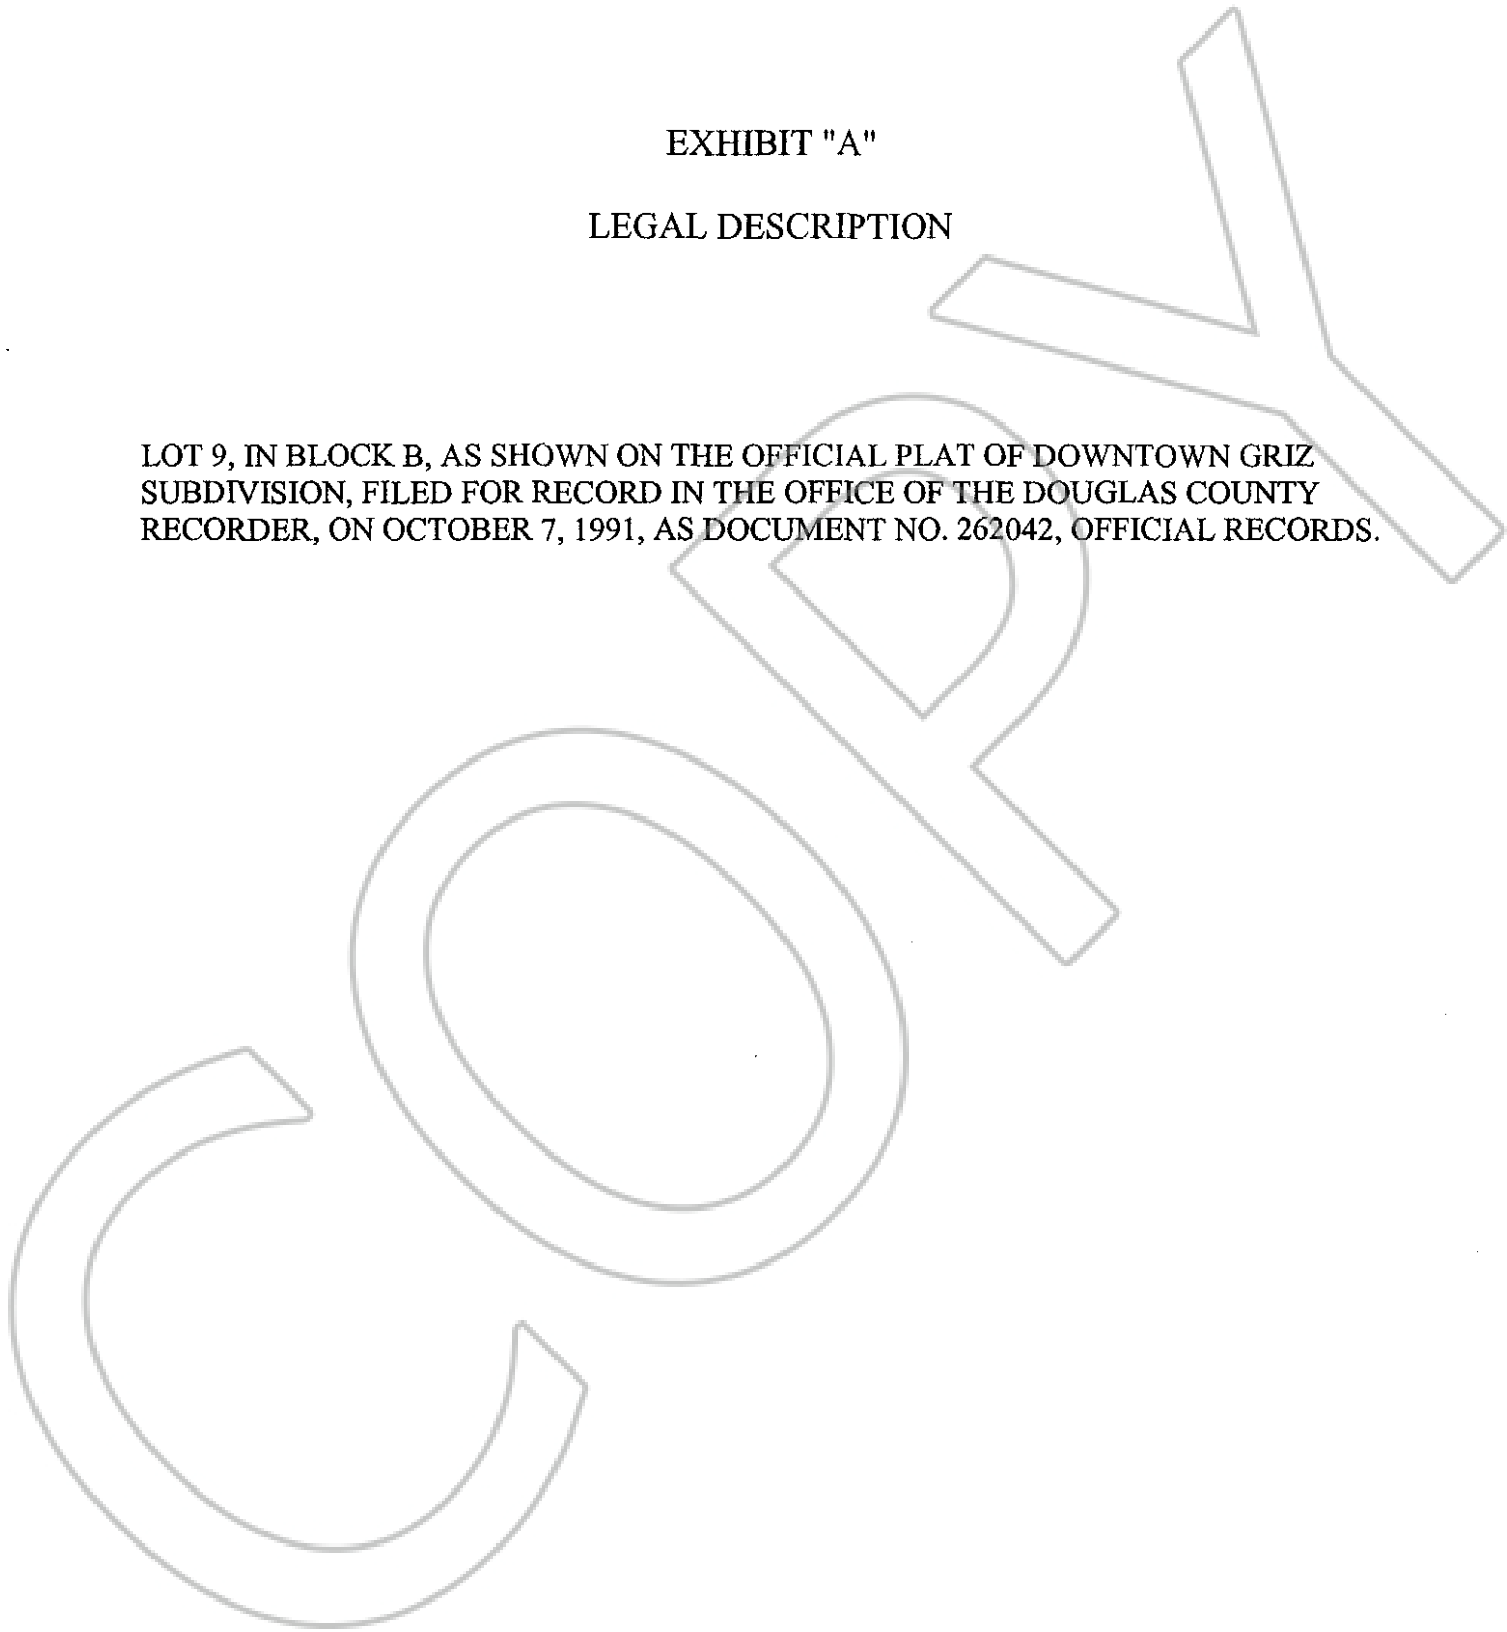 EXHIBIT "A"
LEGAL DESCRIPTION
LOT 9, IN BLOCK B, AS SHOWN ON THE OFFICIAL PLAT OF DOWNTOWN GRIZ
SUBDIVISION, FILED FOR RECORD IN THE OFFICE OF THE DOUGLAS COUNTY
RECORDER, ON OCTOBER 7, 1991, AS DOCUMENT NO. 262042, OFFICIAL RECORDS.
COPY